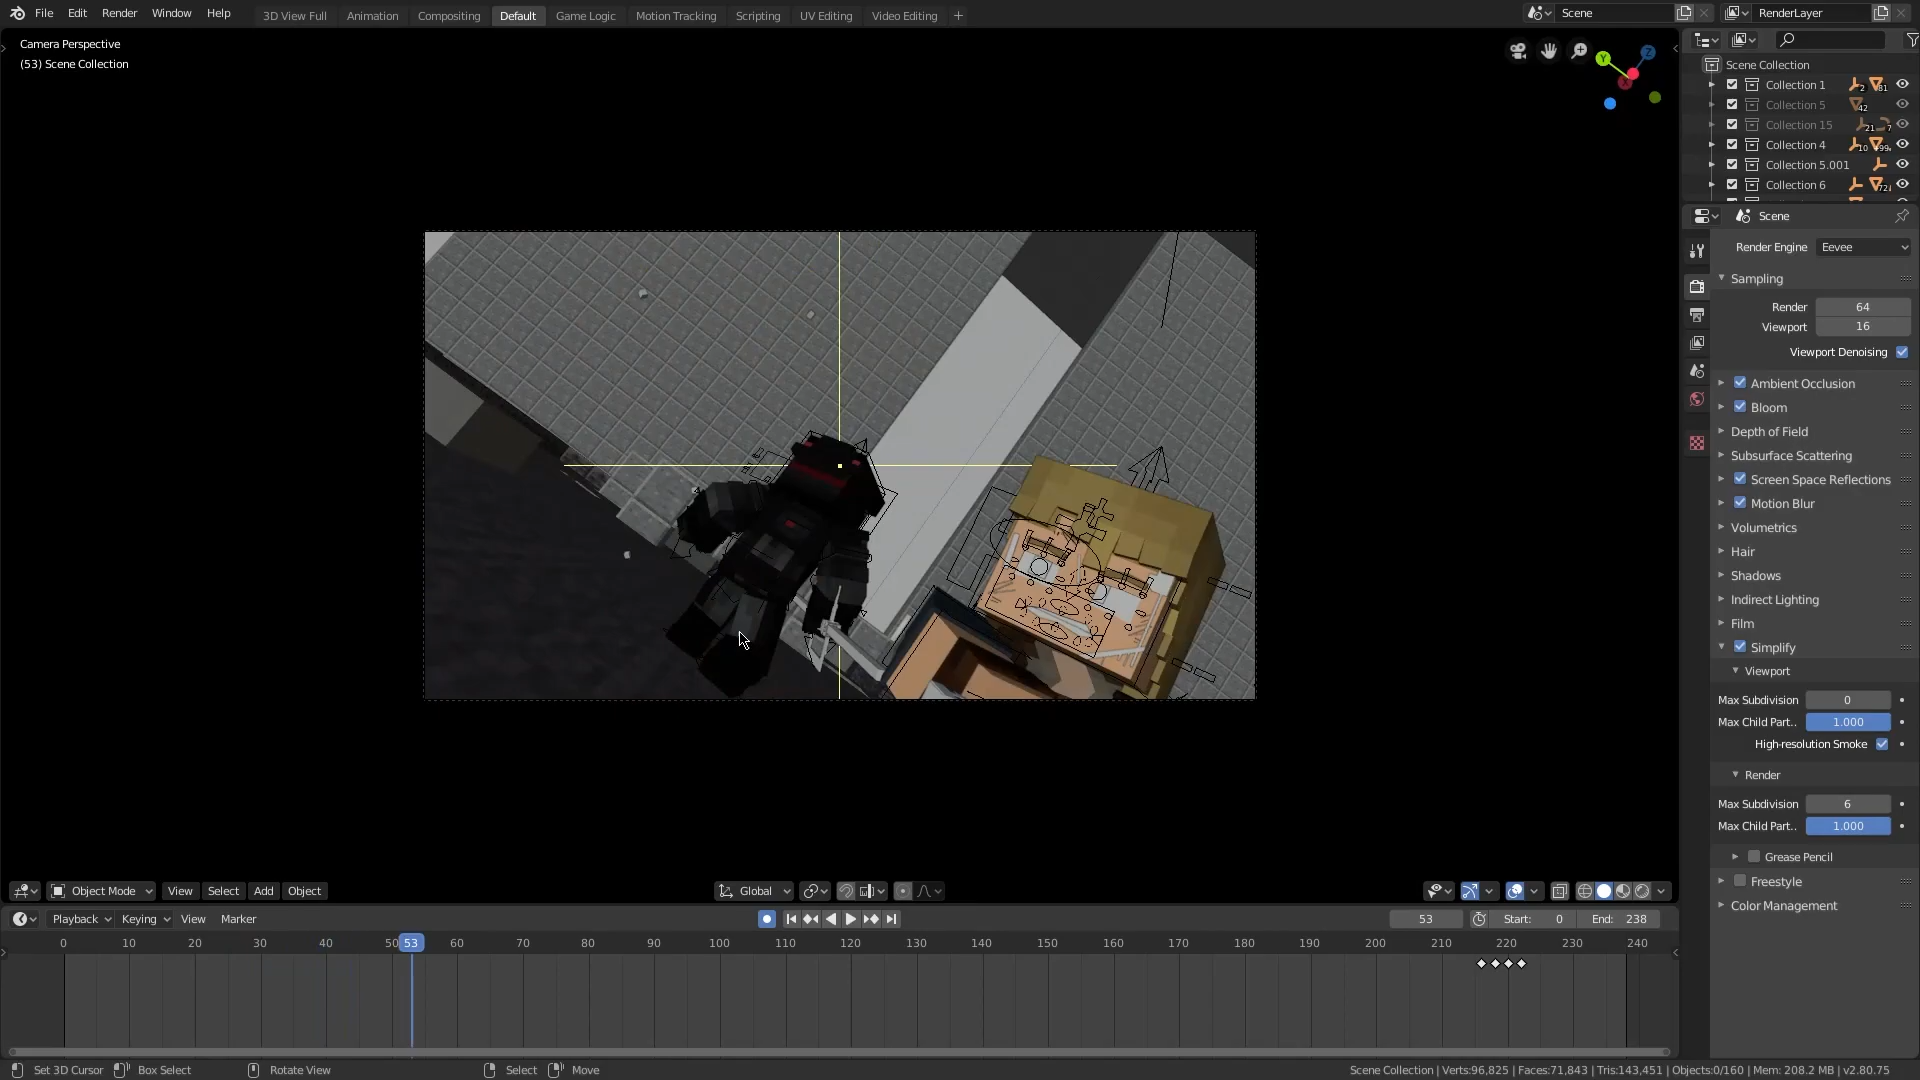 File Edit Render Window Help
3D View Full Animation Compositing Default Game Logic Motion Tracking Scripting UV Editing Video Editing +
Scene
RenderLayer
Camera Perspective
(53) Scene Collection
Y
Z
Scene Collection
Collection 1 2 81
Collection 5 42
Collection 15 21 7
Collection 4 10 99
Collection 5.001
Collection 6 72
Scene
Render Engine Eevee
Sampling
Render 64
Viewport 16
Viewport Denoising
Ambient Occlusion
Bloom
Depth of Field
Subsurface Scattering
Screen Space Reflections
Motion Blur
Volumetrics
Hair
Shadows
Indirect Lighting
Film
Simplify
Viewport
Max Subdivision 0
Max Child Part.. 1.000
High-resolution Smoke
Render
Max Subdivision 6
Max Child Part.. 1.000
Grease Pencil
Freestyle
Color Management
Object Mode View Select Add Object
Global
Playback Keying View Marker
53 Start: 0 End: 238
0 10 20 30 40 50 53 60 70 80 90 100 110 120 130 140 150 160 170 180 190 200 210 220 230 240
Set 3D Cursor Box Select Rotate View Select Move
Scene Collection | Verts:96,825 | Faces:71,843 | Tris:143,451 | Objects:0/160 | Mem: 208.2 MB | v2.80.75